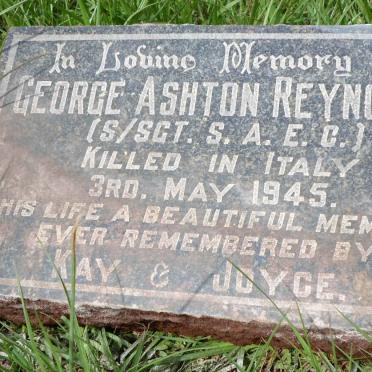 In Loving Memory
GEORGE ASHTON REYNO
(S/SGT. S. A. E. C.)
KILLED IN ITALY
3RD. MAY 1945.
HIS LIFE A BEAUTIFUL MEM
EVER REMEMBERED BY
KAY & JOYCE.